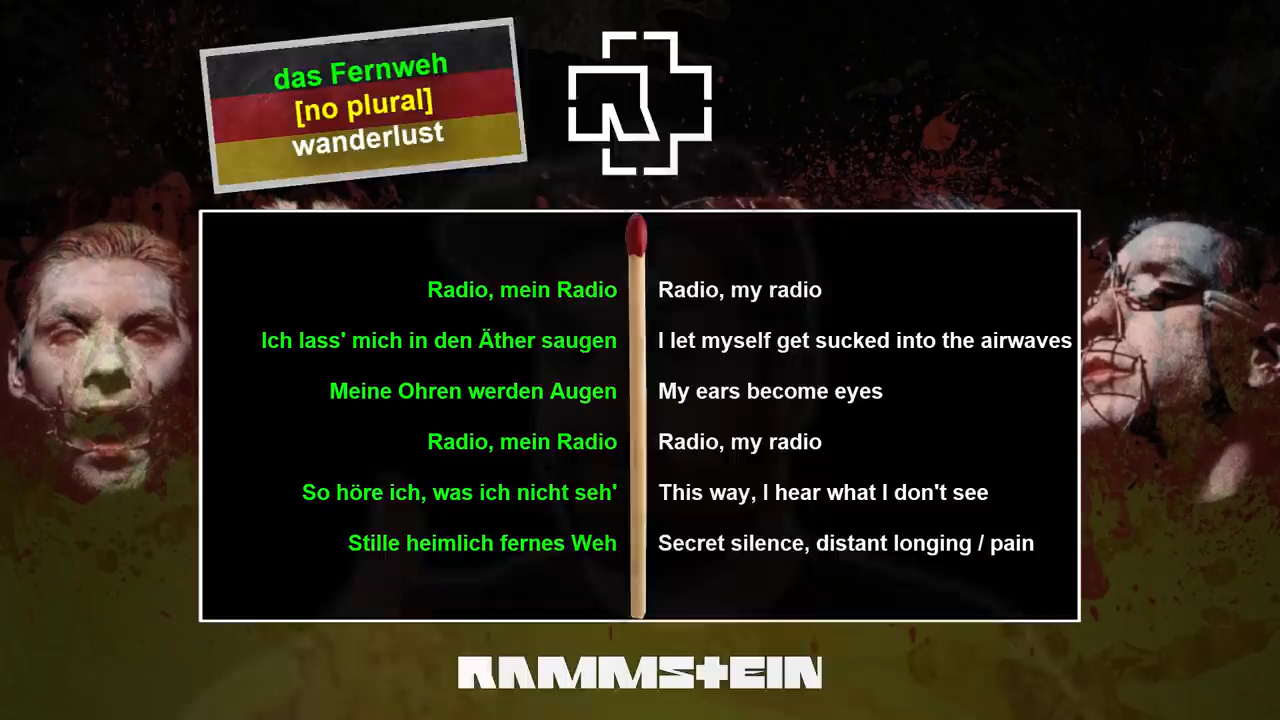 das Fernweh
[no plural]
wanderlust
Radio, mein Radio
Radio, my radio
Ich lass' mich in den Äther saugen
I let myself get sucked into the airwaves
Meine Ohren werden Augen
My ears become eyes
Radio, mein Radio
Radio, my radio
So höre ich, was ich nicht seh'
This way, I hear what I don't see
Stille heimlich fernes Weh
Secret silence, distant longing / pain
RAMMSTEIN